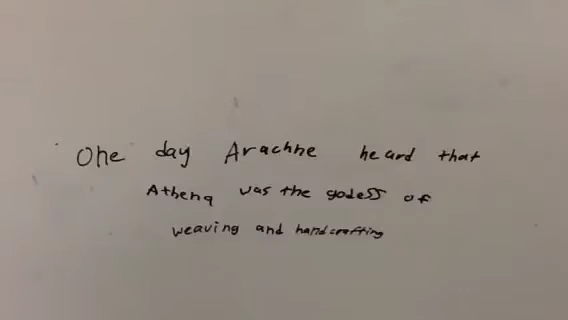 One day Arachne heard that
Athena was the godess of
weaving and handcrafting